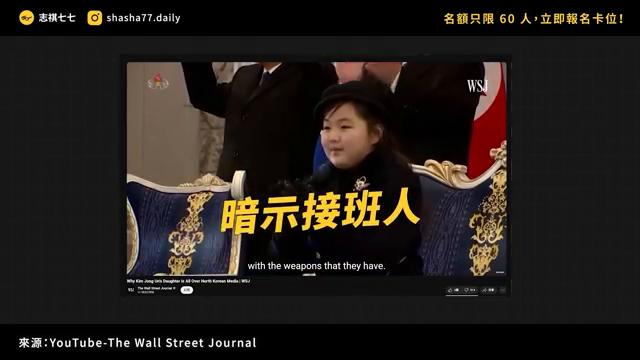 志祺七七
shasha77.daily
名額只限 60 人，立即報名卡位！
WSJ
暗示接班人
with the weapons that they have.
Why Kim Jong Un's Daughter Is All Over North Korean Media | WSJ
The Wall Street Journal
來源：YouTube-The Wall Street Journal